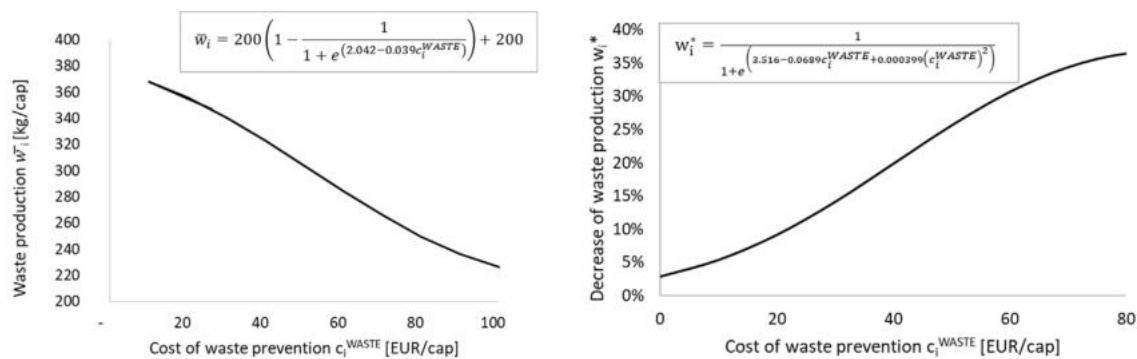 w̄ᵢ = 200 (1 − 1 / (1 + e^(2.042−0.039cᵢ^WASTE))) + 200
400
380
360
340
320
300
280
260
240
220
200
Waste production w̄ᵢ [kg/cap]
- 20 40 60 80 100
Cost of waste prevention cᵢ^WASTE [EUR/cap]
wᵢ* = 1 / (1+e^(3.516−0.0689cᵢ^WASTE+0.000399(cᵢ^WASTE)²))
40%
35%
30%
25%
20%
15%
10%
5%
0%
Decrease of waste production wᵢ*
0 20 40 60 80
Cost of waste prevention cᵢ^WASTE [EUR/cap]